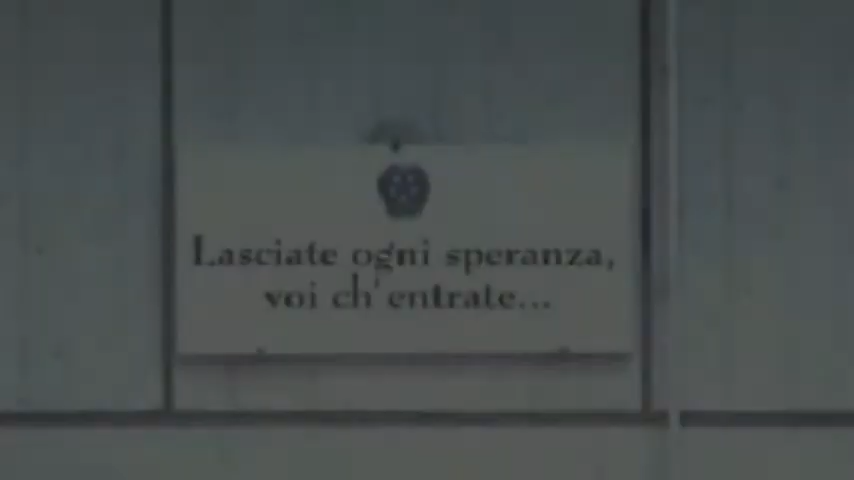 Lasciate ogni speranza,
voi ch' entrate...